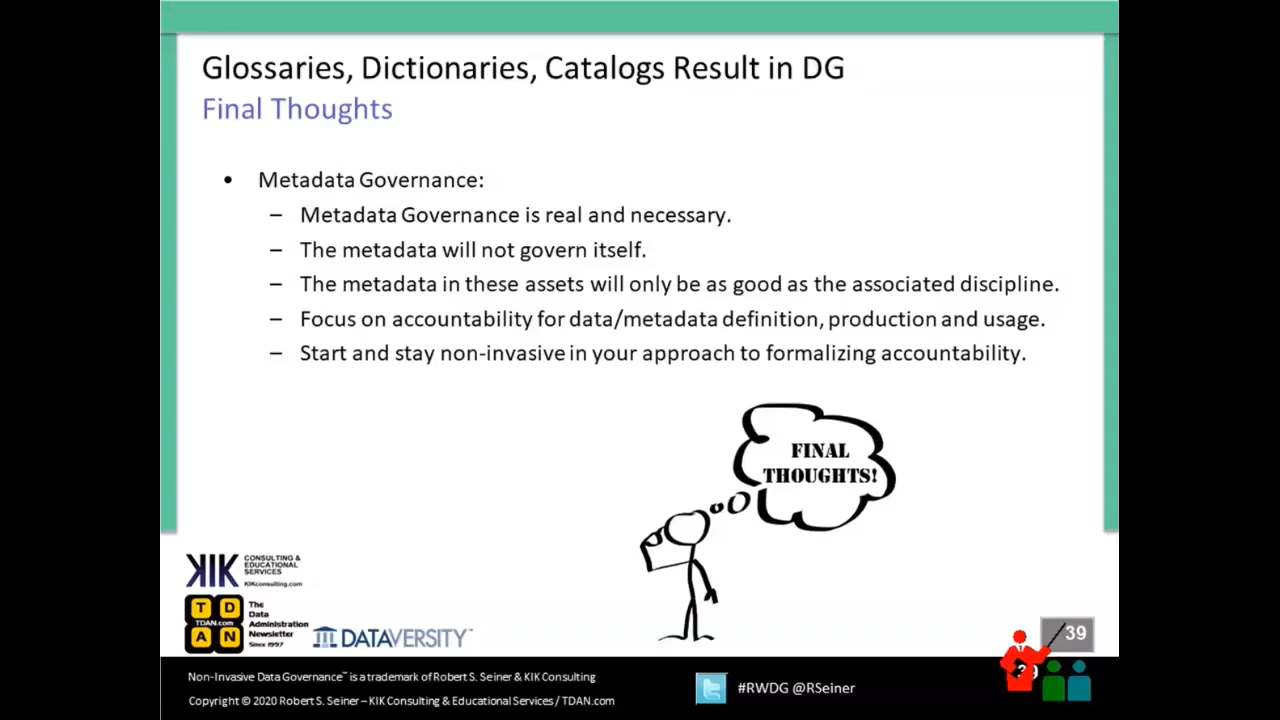 Glossaries, Dictionaries, Catalogs Result in DG
Final Thoughts
• Metadata Governance:
– Metadata Governance is real and necessary.
– The metadata will not govern itself.
– The metadata in these assets will only be as good as the associated discipline.
– Focus on accountability for data/metadata definition, production and usage.
– Start and stay non-invasive in your approach to formalizing accountability.
FINAL
THOUGHTS!
KIK
CONSULTING &
EDUCATIONAL
SERVICES
KIKconsulting.com
T D
TDAN.com
A N
The
Data
Administration
Newsletter
Since 1997
DATAVERSITY™
39
39
Non-Invasive Data Governance™ is a trademark of Robert S. Seiner & KIK Consulting
Copyright © 2020 Robert S. Seiner – KIK Consulting & Educational Services / TDAN.com
#RWDG @RSeiner